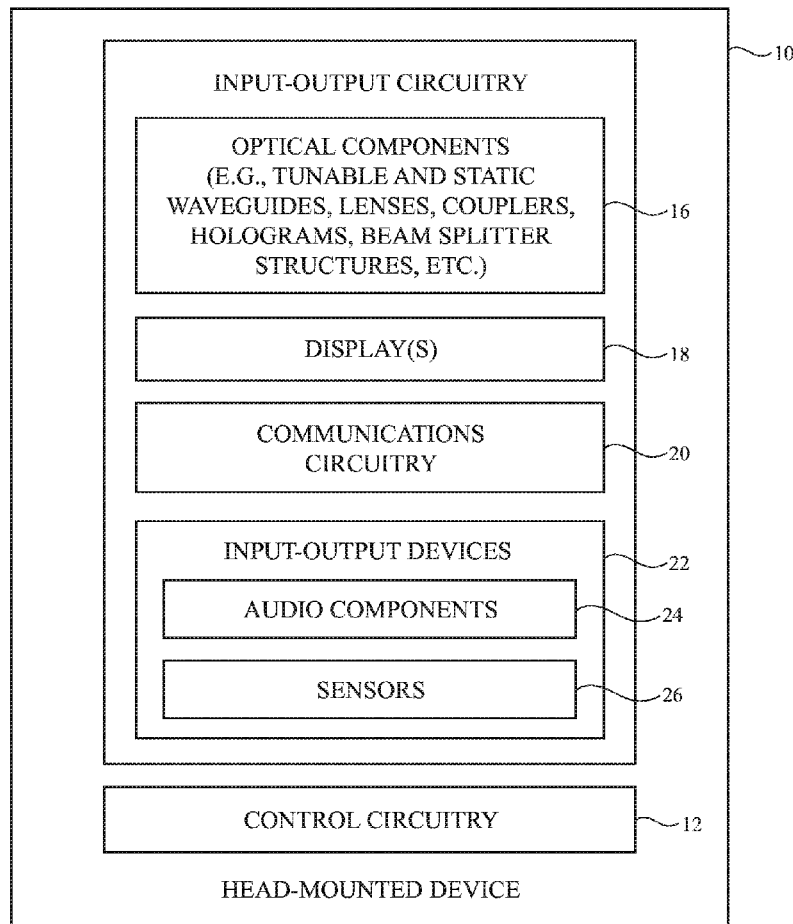 10
INPUT-OUTPUT CIRCUITRY
OPTICAL COMPONENTS
(E.G., TUNABLE AND STATIC
WAVEGUIDES, LENSES, COUPLERS,
HOLOGRAMS, BEAM SPLITTER
STRUCTURES, ETC.)
16
DISPLAY(S)
18
COMMUNICATIONS
CIRCUITRY
20
INPUT-OUTPUT DEVICES
22
AUDIO COMPONENTS
24
SENSORS
26
CONTROL CIRCUITRY
12
HEAD-MOUNTED DEVICE